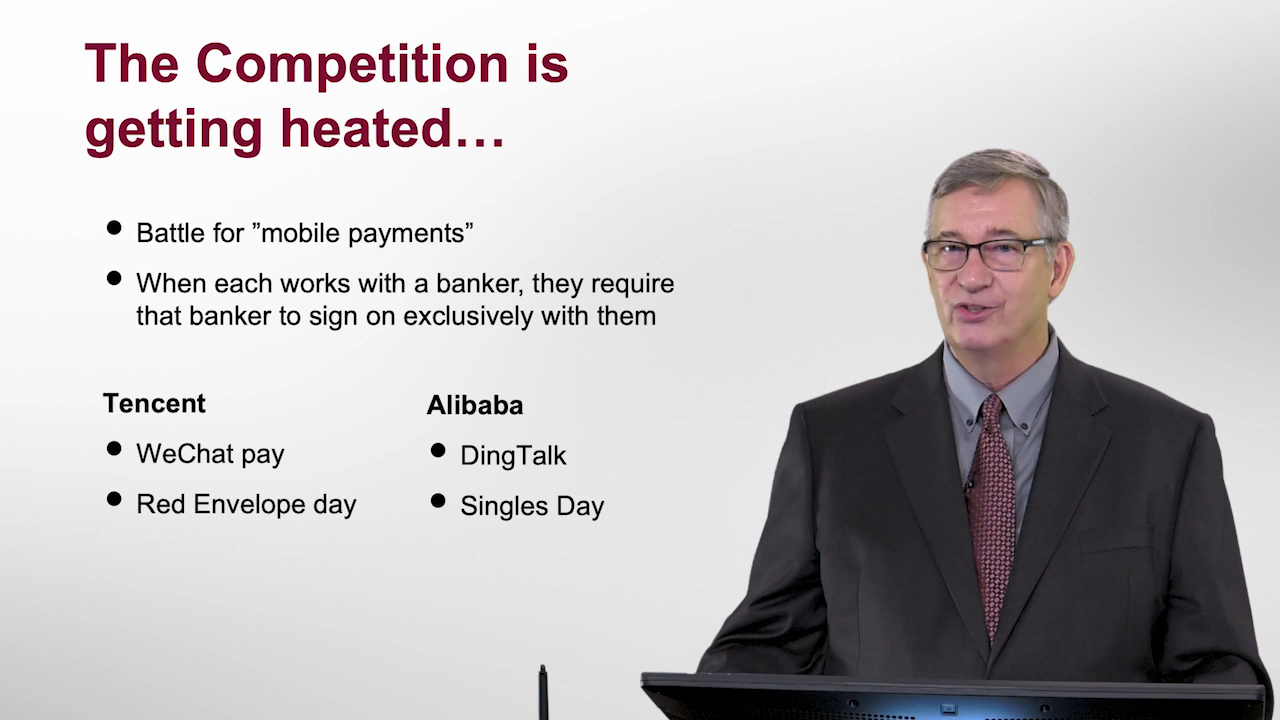 The Competition is
getting heated…
• Battle for ”mobile payments”
• When each works with a banker, they require
that banker to sign on exclusively with them
Tencent
• WeChat pay
• Red Envelope day
Alibaba
• DingTalk
• Singles Day